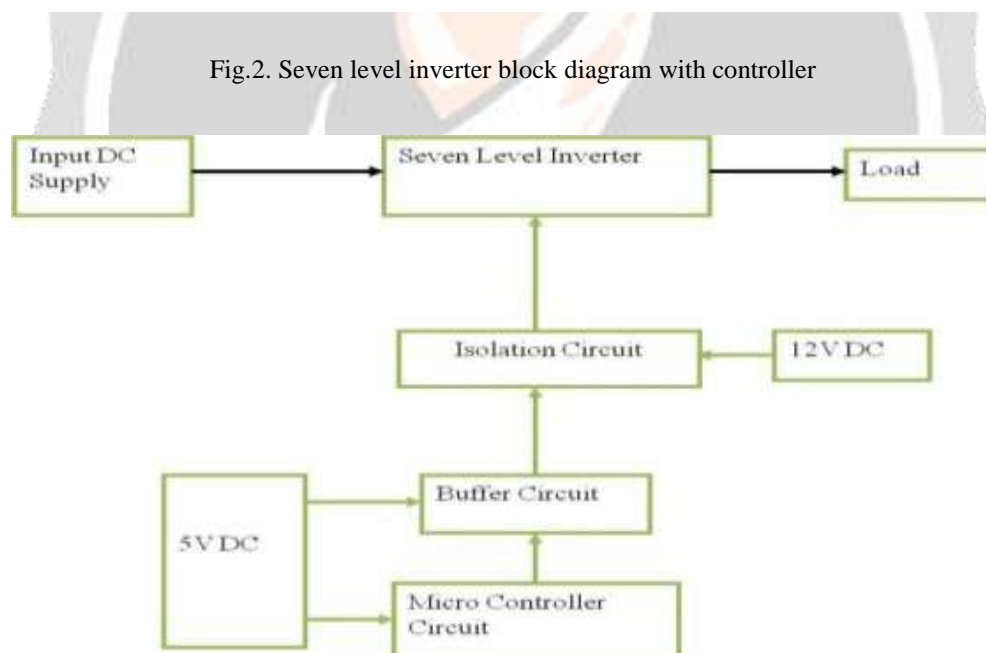 Fig.2. Seven level inverter block diagram with controller
Input DC
Supply
Seven Level Inverter
Load
Isolation Circuit
12V DC
Buffer Circuit
5V DC
Micro Controller
Circuit